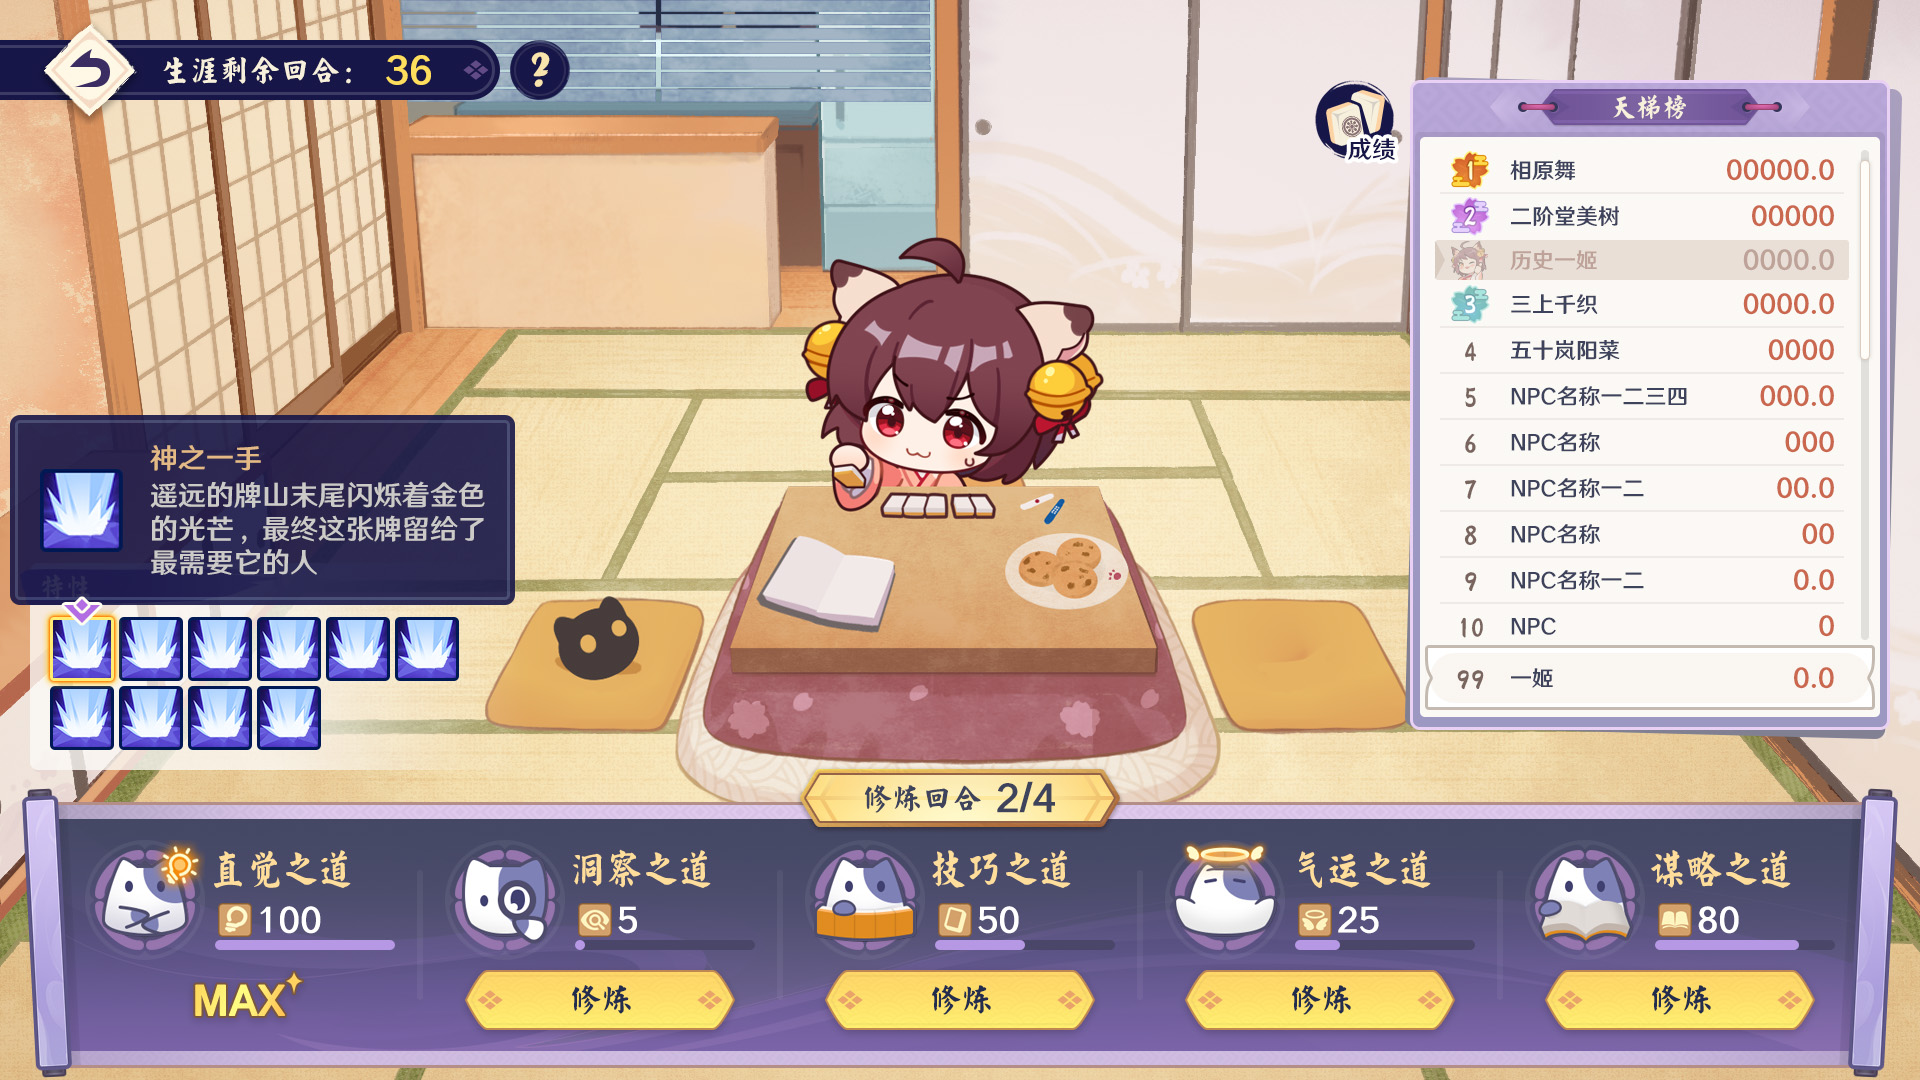 生涯剩余回合： 36
?
成绩
天梯榜
1 相原舞 00000.0
2 二阶堂美树 00000
历史一姬 0000.0
3 三上千织 0000.0
4 五十岚阳菜 0000
5 NPC名称一二三四 000.0
6 NPC名称 000
7 NPC名称一二 00.0
8 NPC名称 00
9 NPC名称一二 0.0
10 NPC 0
99 一姬 0.0
神之一手
遥远的牌山末尾闪烁着金色
的光芒，最终这张牌留给了
最需要它的人
特性
修炼回合 2/4
直觉之道
100
MAX
洞察之道
5
修炼
技巧之道
50
修炼
气运之道
25
修炼
谋略之道
80
修炼